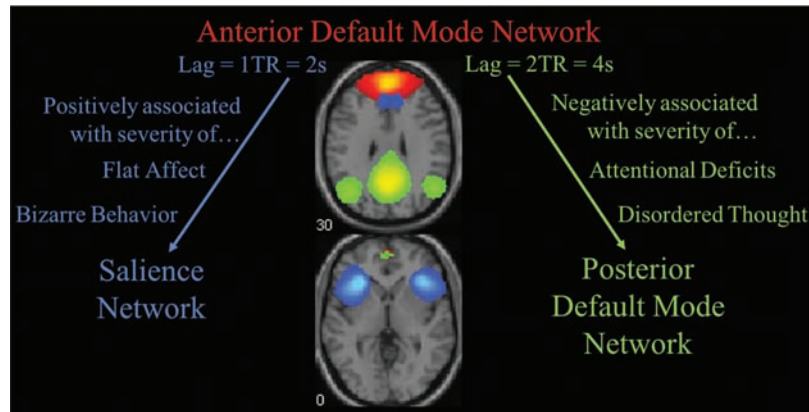 Anterior Default Mode Network
Lag = 1TR = 2s
Lag = 2TR = 4s
Positively associated
with severity of…
Flat Affect
Bizarre Behavior
Salience
Network
Negatively associated
with severity of…
Attentional Deficits
Disordered Thought
Posterior
Default Mode
Network
30
0